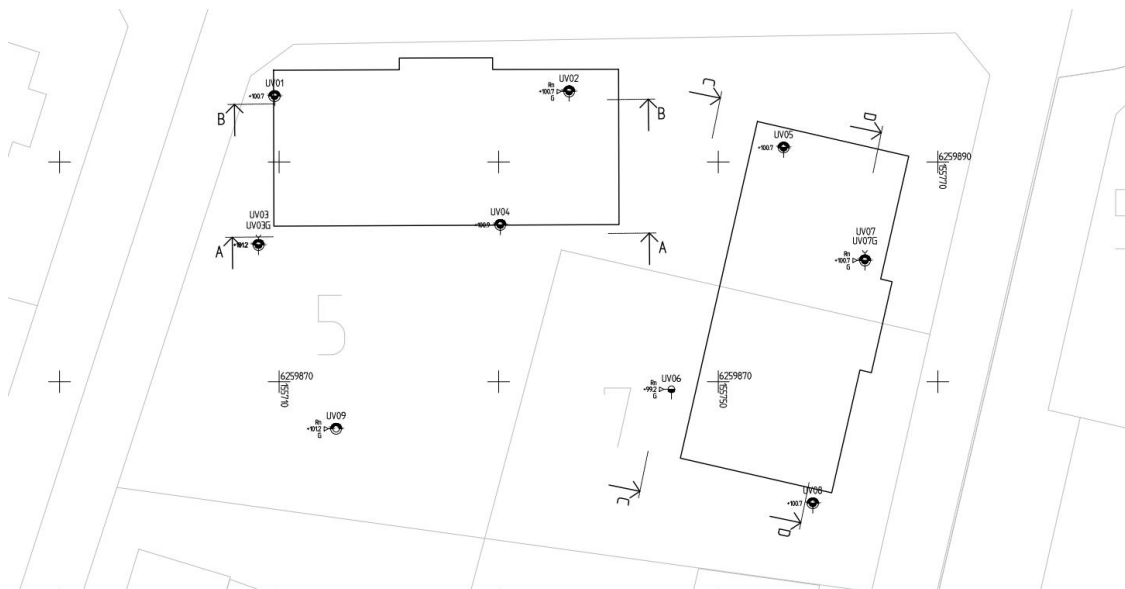 UV01
+100.7
UV02
Rn
+100.7
G
B
B
C
D
UV05
+100.7
6259890
155770
UV03
UV03G
+101.2
UV04
+100.9
A
A
UV07
UV07G
Rn
+100.7
G
5
6259870
155710
UV06
Rn
+99.2
G
6259870
155750
7
UV09
Rn
+101.2
G
C
UV08
+100.7
D